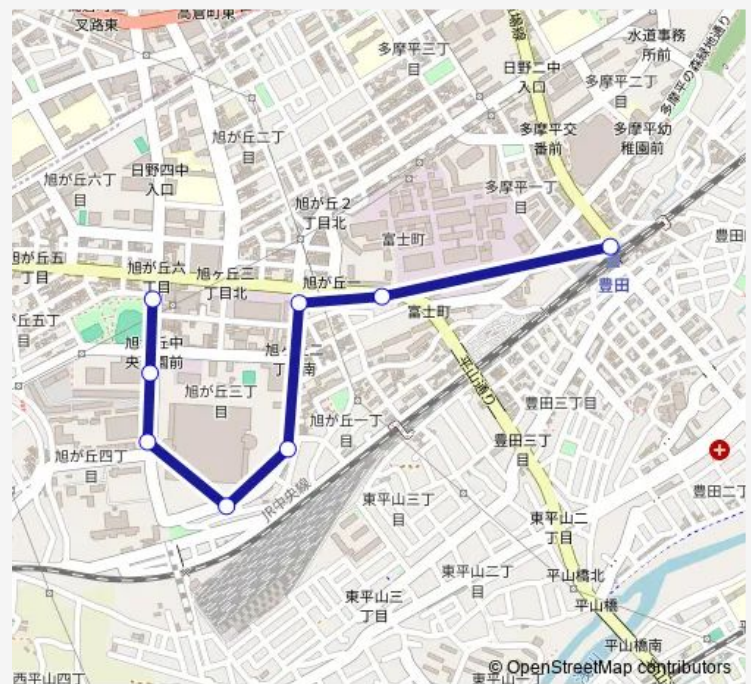 叉路東
高倉町東
多摩平三丁
目
水道事務
所前
日野二中
入口
多摩平二丁
目
多摩平の森緑地通り
多摩平交
番前
多摩平幼
稚園前
旭が丘二丁
目
日野四中
入口
旭が丘六丁
目
多摩平一丁
目
旭が丘2
丁目北
富士町
豊田
旭が丘五
丁目
旭が丘六
丁目
旭ヶ丘三
丁目北
旭が丘一
豊田
富士町
丘五丁
目
平山通り
旭が丘三丁
目
豊田三丁目
旭が丘一丁
目
豊田三丁
目
旭が丘四丁
目
JR中央線
東平山三丁
目
豊田二丁
東平山二
丁目
東平山二丁
目
平山橋北
平山橋
東平山三
丁目
平山橋南
西平山四丁
東平山一丁
© OpenStreetMap contributors